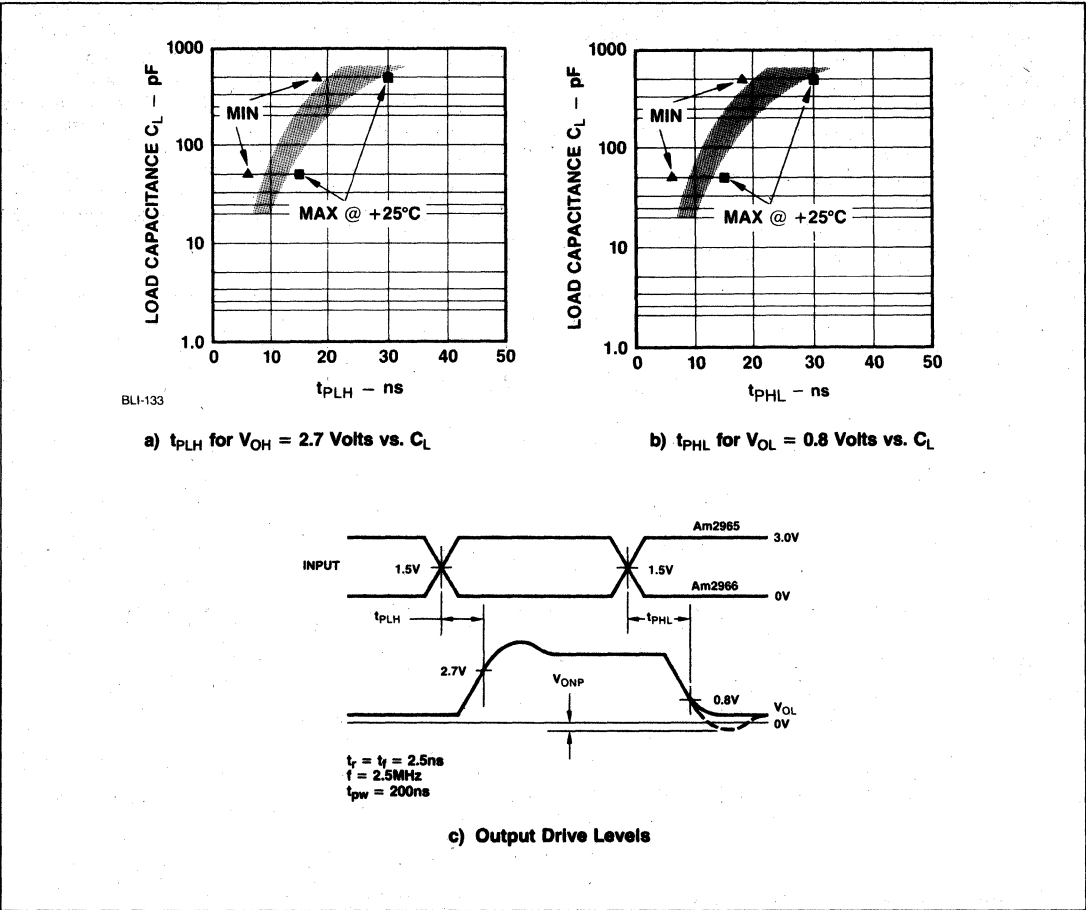 1000
100
10
1.0
LOAD CAPACITANCE C_L – pF
MIN
MAX @ +25°C
0 10 20 30 40 50
t_PLH – ns
BLI-133
a) t_PLH for V_OH = 2.7 Volts vs. C_L
1000
100
10
1.0
LOAD CAPACITANCE C_L – pF
MIN
MAX @ +25°C
0 10 20 30 40 50
t_PHL – ns
b) t_PHL for V_OL = 0.8 Volts vs. C_L
Am2965
3.0V
INPUT
1.5V
1.5V
Am2966
0V
t_PLH
t_PHL
2.7V
V_ONP
0.8V
V_OL
0V
t_r = t_f = 2.5ns
f = 2.5MHz
t_pw = 200ns
c) Output Drive Levels